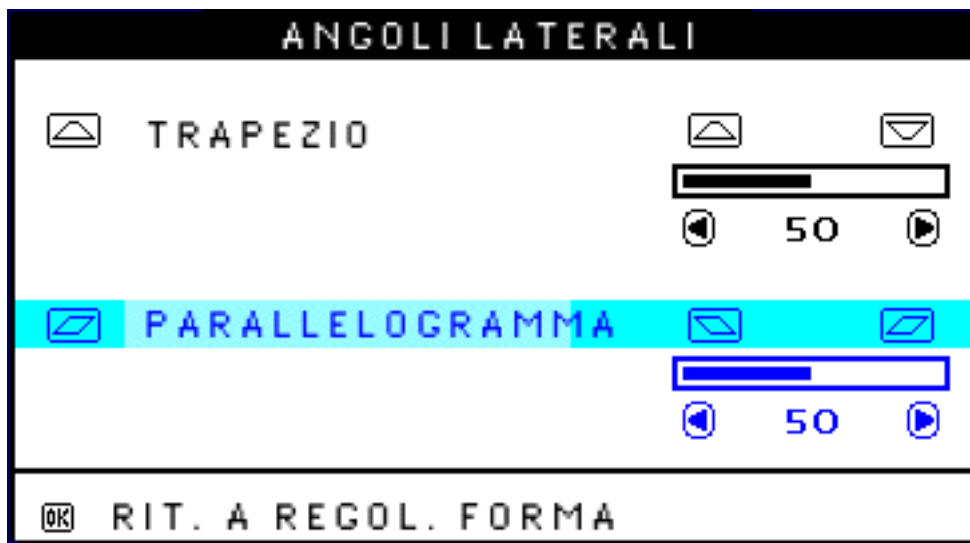 ANGOLI LATERALI
TRAPEZIO
50
PARALLELOGRAMMA
50
OK RIT. A REGOL. FORMA